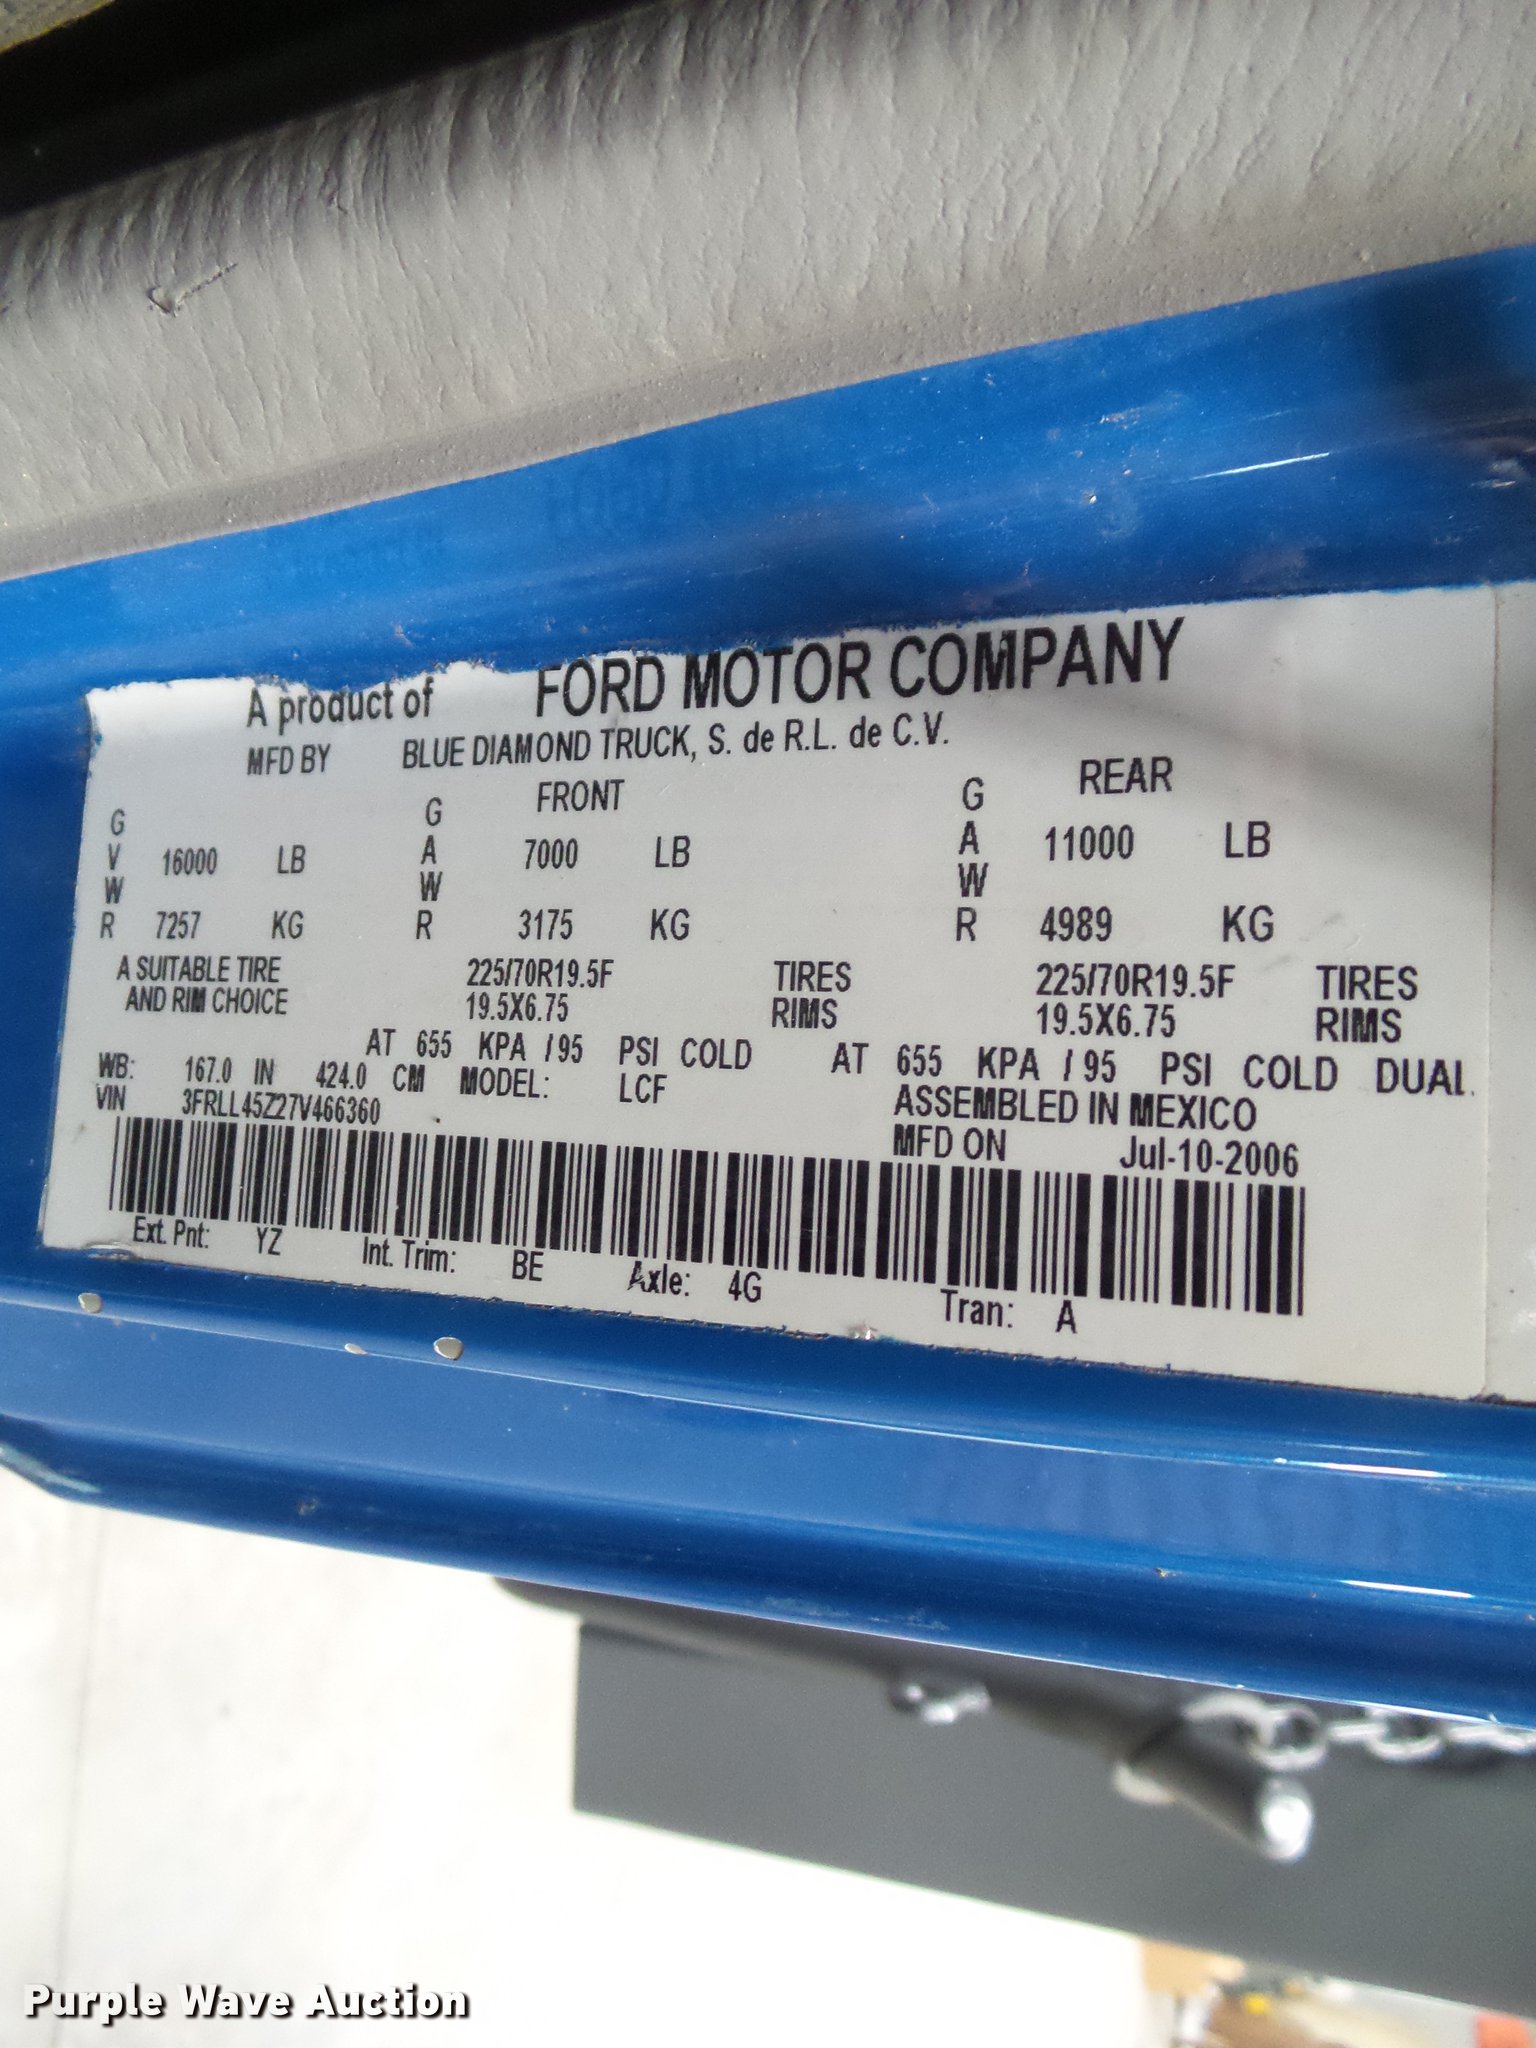 A product of FORD MOTOR COMPANY
MFD BY BLUE DIAMOND TRUCK, S. de R.L. de C.V.
FRONT REAR
GVWR 16000 LB GAWR 7000 LB GAWR 11000 LB
7257 KG 3175 KG 4989 KG
A SUITABLE TIRE 225/70R19.5F TIRES 225/70R19.5F TIRES
AND RIM CHOICE 19.5X6.75 RIMS 19.5X6.75 RIMS
AT 655 KPA / 95 PSI COLD AT 655 KPA / 95 PSI COLD DUAL
WB: 167.0 IN 424.0 CM MODEL: LCF
VIN 3FRLL45Z27V466360 ASSEMBLED IN MEXICO
MFD ON Jul-10-2006
Ext. Pnt: YZ Int. Trim: BE Axle: 4G Tran: A
Purple Wave Auction